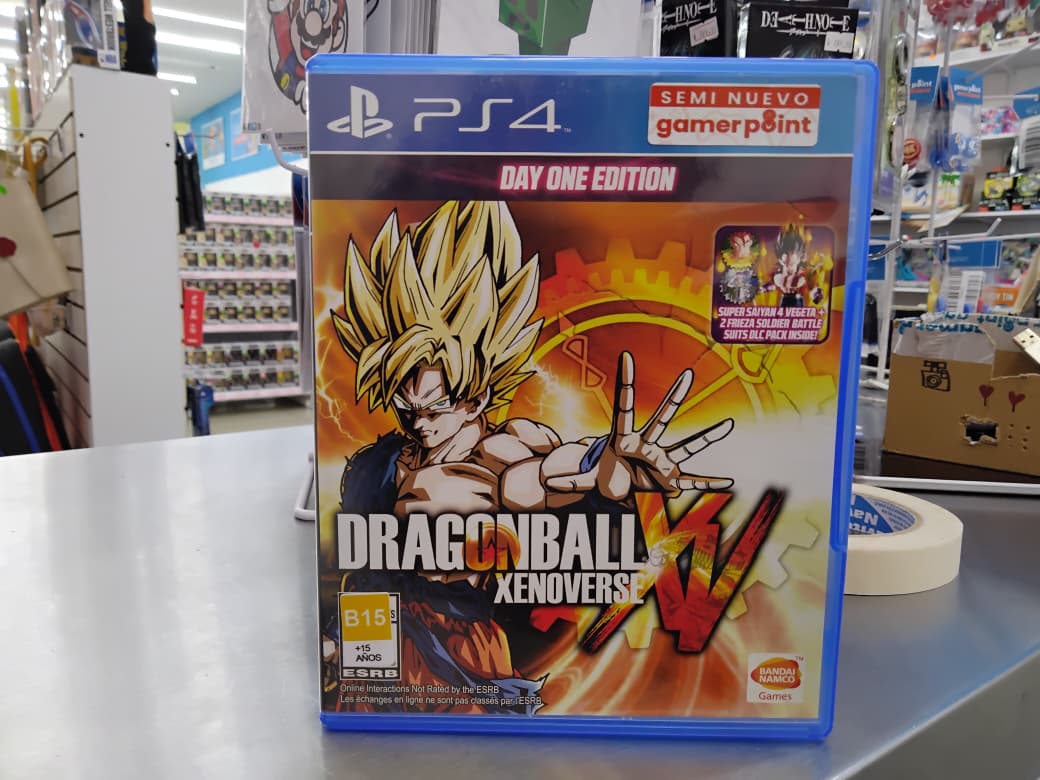 DEATHNOTE
PS4
SEMI NUEVO
gamerpoint
DAY ONE EDITION
SUPER SAIYAN 4 VEGETA +
2 FRIEZA SOLDIER BATTLE
SUITS DLC PACK INSIDE!
DRAGONBALL
XENOVERSE
XV
B15
+15
AÑOS
ESRB
Online Interactions Not Rated by the ESRB
Les échanges en ligne ne sont pas classés par l'ESRB
BANDAI
NAMCO
Games